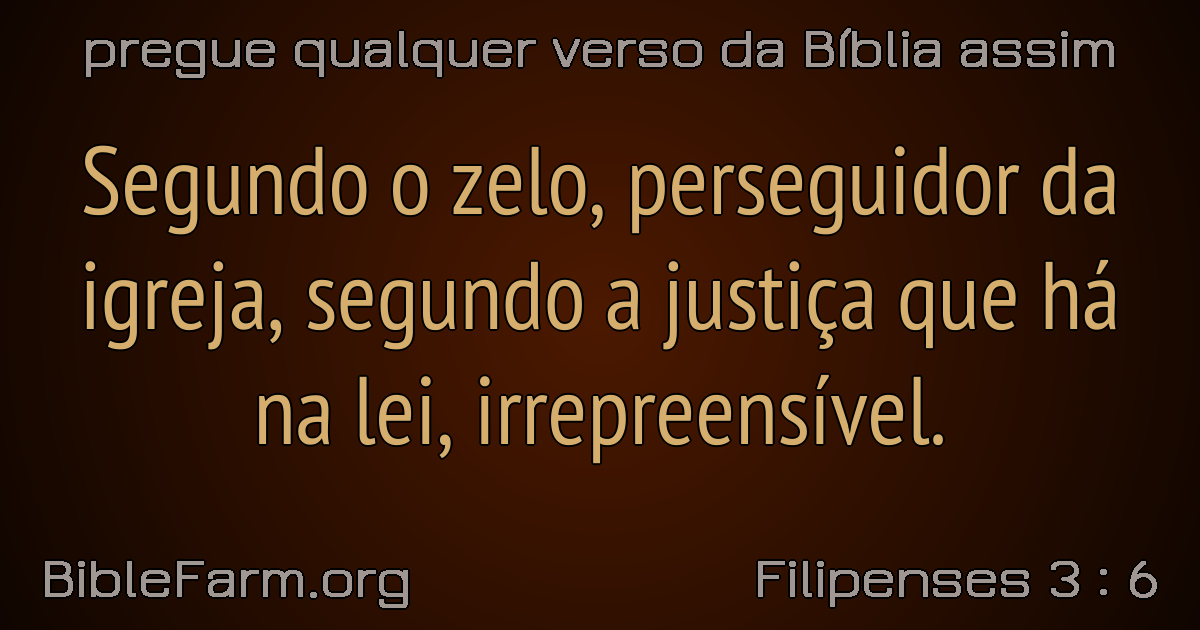 pregue qualquer verso da Bíblia assim
Segundo o zelo, perseguidor da
igreja, segundo a justiça que há
na lei, irrepreensível.
BibleFarm.org
Filipenses 3 : 6